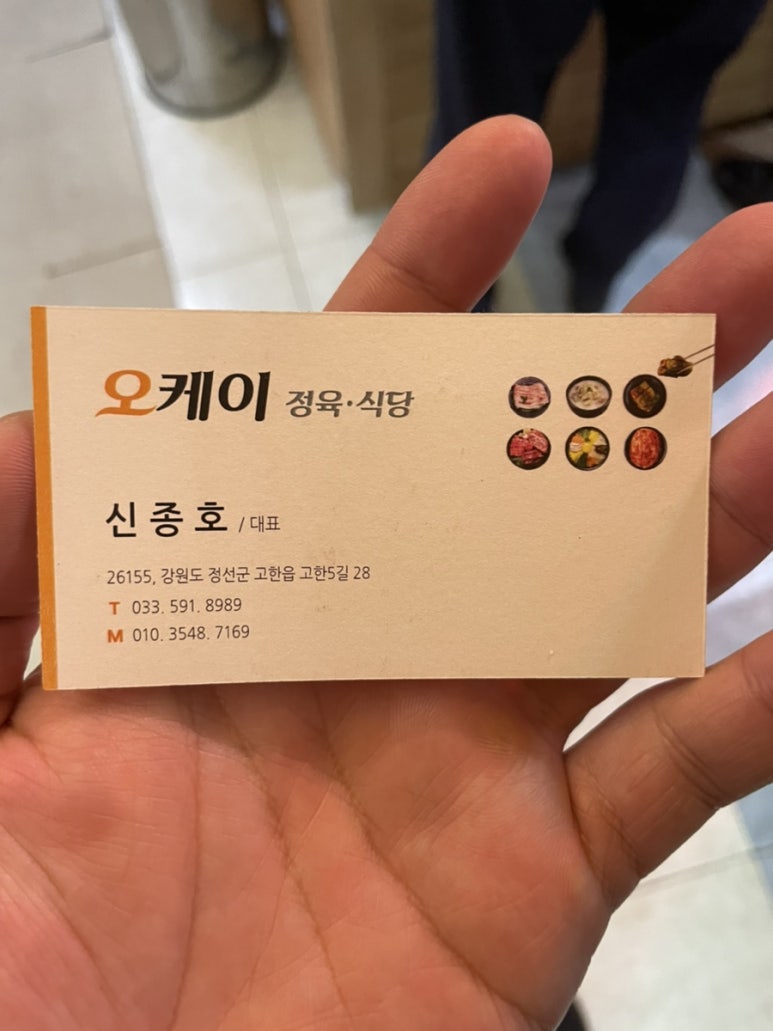 오케이 정육·식당
신종호 / 대표
26155, 강원도 정선군 고한읍 고한5길 28
T 033. 591. 8989
M 010. 3548. 7169